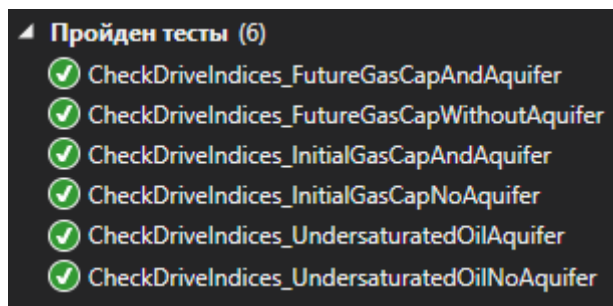 Пройден тесты (6)
CheckDriveIndices_FutureGasCapAndAquifer
CheckDriveIndices_FutureGasCapWithoutAquifer
CheckDriveIndices_InitialGasCapAndAquifer
CheckDriveIndices_InitialGasCapNoAquifer
CheckDriveIndices_UndersaturatedOilAquifer
CheckDriveIndices_UndersaturatedOilNoAquifer